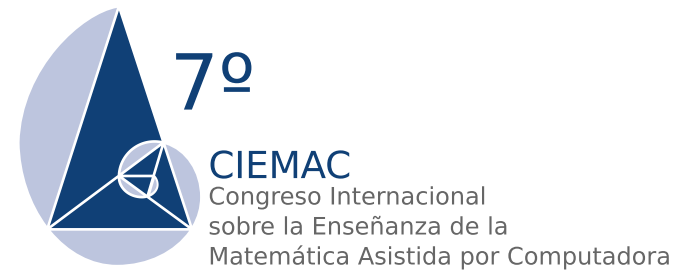 7º
CIEMAC
Congreso Internacional
sobre la Enseñanza de la
Matemática Asistida por Computadora